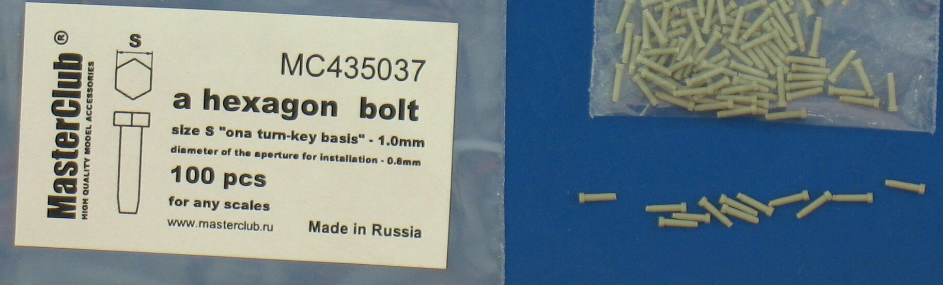 MasterClub®
HIGH QUALITY MODEL ACCESSORIES
S
MC435037
a hexagon bolt
size S "ona turn-key basis" - 1.0mm
diameter of the aperture for installation - 0.8mm
100 pcs
for any scales
www.masterclub.ru
Made in Russia